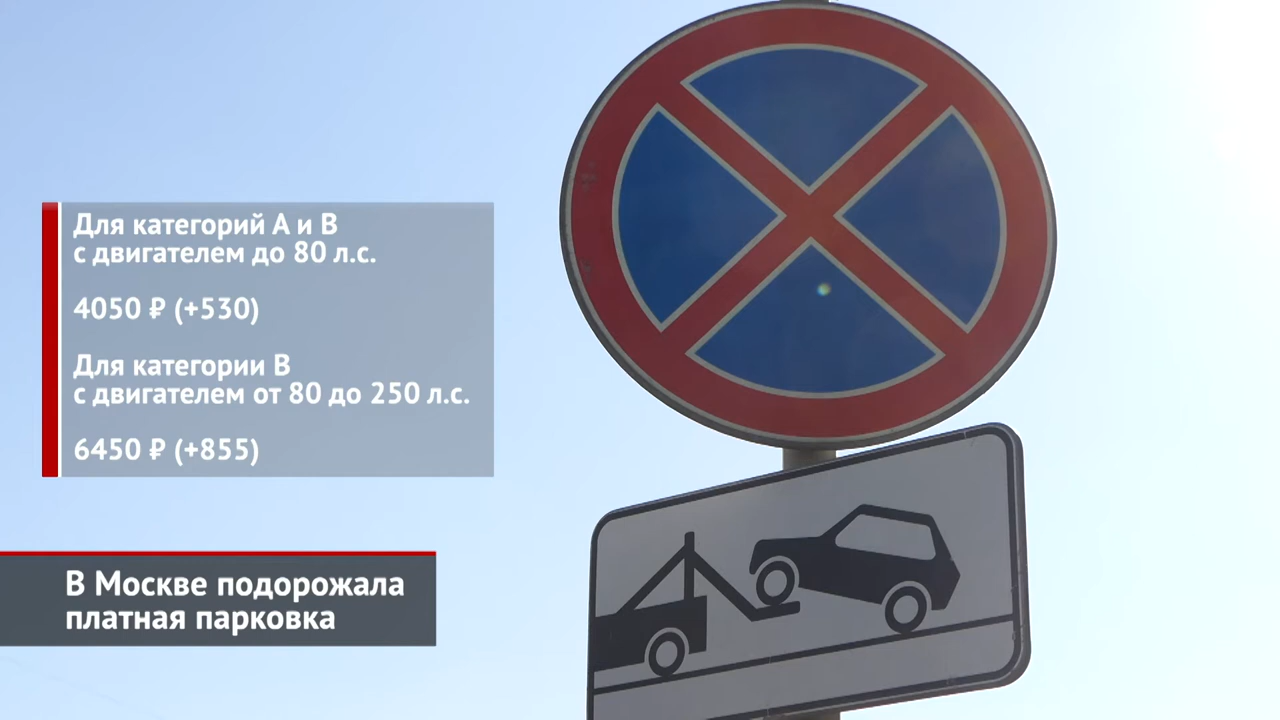 Для категорий А и В
с двигателем до 80 л.с.
4050 ₽ (+530)
Для категории В
с двигателем от 80 до 250 л.с.
6450 ₽ (+855)
В Москве подорожала
платная парковка